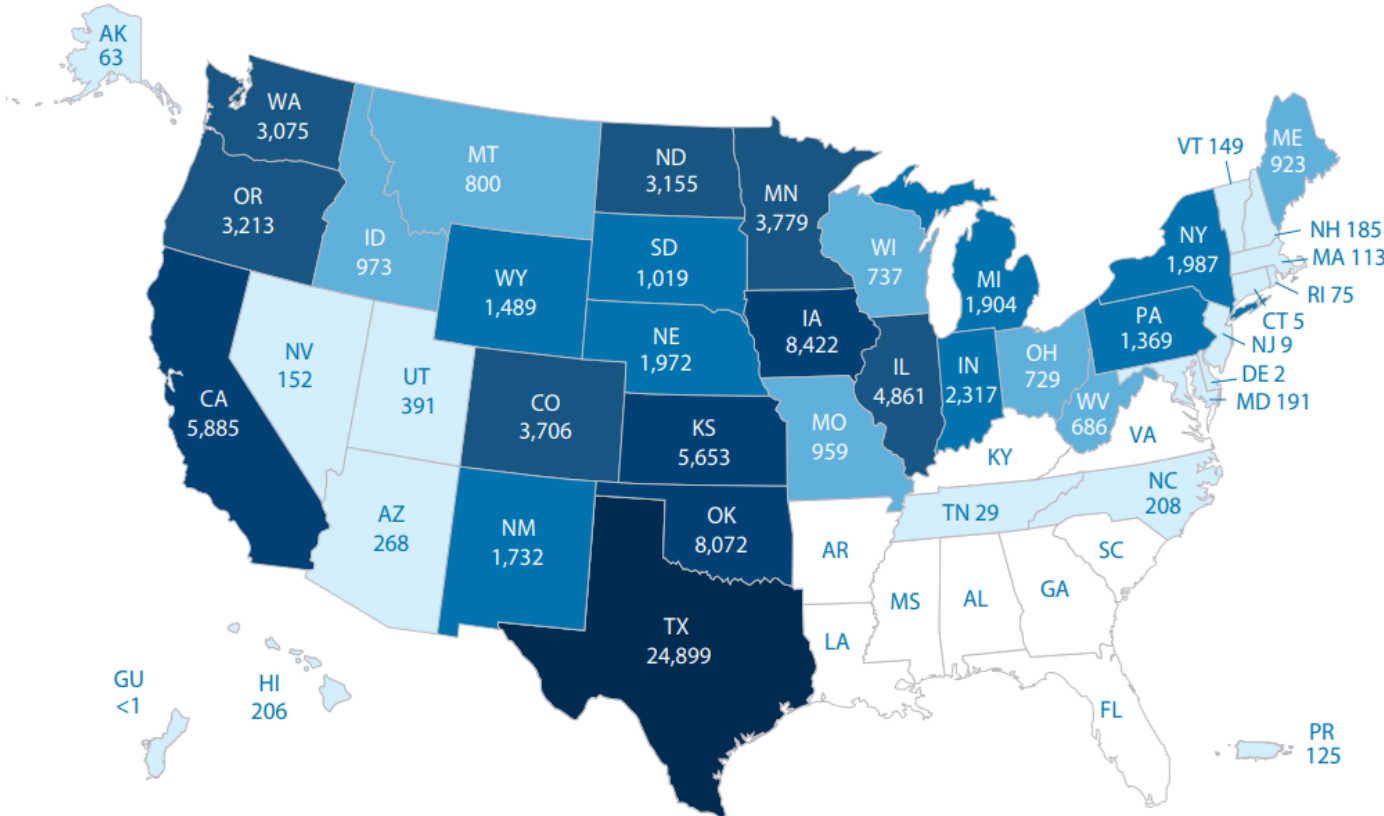 AK
63
WA
3,075
MT
800
ND
3,155
MN
3,779
VT 149
ME
923
OR
3,213
ID
973
SD
1,019
WI
737
MI
1,904
NY
1,987
NH 185
MA 113
RI 75
WY
1,489
IA
8,422
PA
1,369
CT 5
NJ 9
NE
1,972
OH
729
DE 2
MD 191
NV
152
UT
391
IL
4,861
IN
2,317
CA
5,885
CO
3,706
KS
5,653
MO
959
WV
686
VA
KY
AZ
268
NM
1,732
OK
8,072
TN 29
NC
208
AR
SC
MS
AL
GA
TX
24,899
LA
GU
<1
HI
206
FL
PR
125